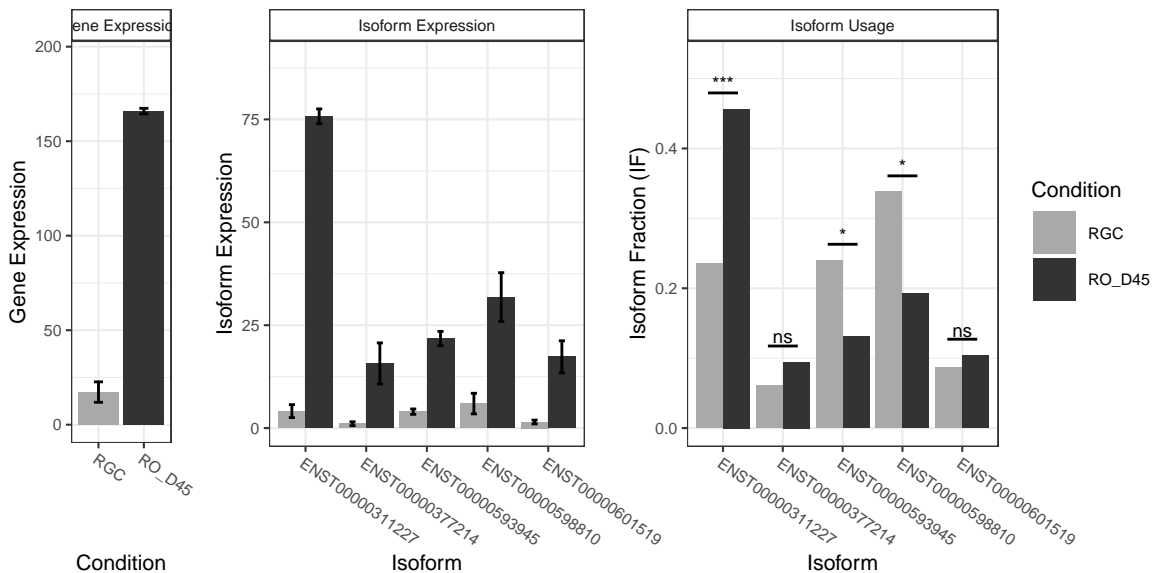 ene Expressio
Gene Expression
200
150
100
50
0
RGC
RO_D45
Condition
Isoform Expression
Isoform Expression
75
50
25
0
ENST00000311227
ENST00000377214
ENST00000593945
ENST00000598810
ENST00000601519
Isoform
Isoform Usage
Isoform Fraction (IF)
0.4
0.2
0.0
***
ns
*
*
ns
ENST00000311227
ENST00000377214
ENST00000593945
ENST00000598810
ENST00000601519
Isoform
Condition
RGC
RO_D45